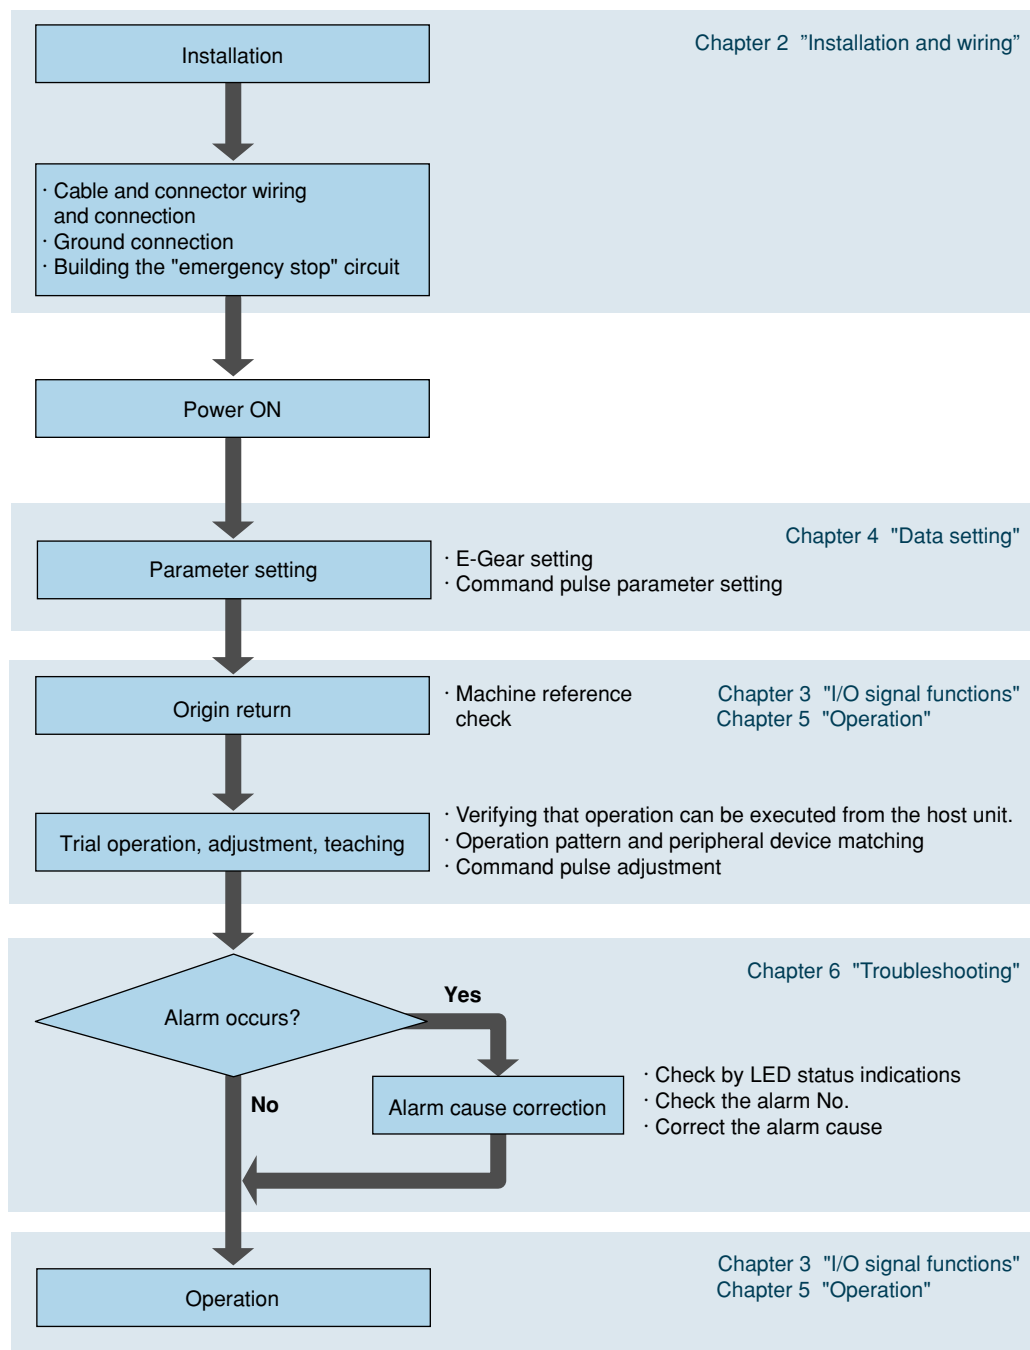 Installation
Chapter 2  ”Installation and wiring”
· Cable and connector wiring
and connection
· Ground connection
· Building the "emergency stop" circuit
Power ON
Chapter 4  "Data setting"
Parameter setting
· E-Gear setting
· Command pulse parameter setting
Origin return
· Machine reference
check
Chapter 3  "I/O signal functions"
Chapter 5  "Operation"
Trial operation, adjustment, teaching
· Verifying that operation can be executed from the host unit.
· Operation pattern and peripheral device matching
· Command pulse adjustment
Chapter 6  "Troubleshooting"
Alarm occurs?
Yes
No
Alarm cause correction
· Check by LED status indications
· Check the alarm No.
· Correct the alarm cause
Chapter 3  "I/O signal functions"
Chapter 5  "Operation"
Operation